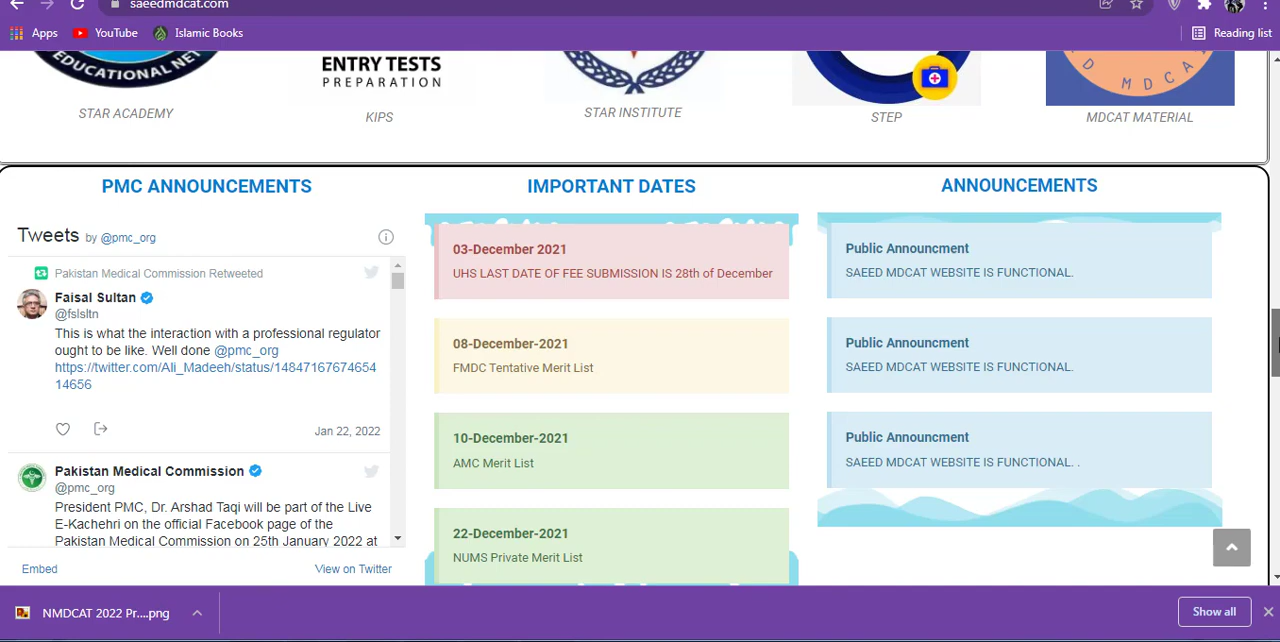 saeedmdcat.com
Apps
YouTube
Islamic Books
Reading list
EDUCATIONAL NET
ENTRY TESTS
PREPARATION
D MDCAT
STAR ACADEMY
KIPS
STAR INSTITUTE
STEP
MDCAT MATERIAL
PMC ANNOUNCEMENTS
Tweets by @pmc_org
Pakistan Medical Commission Retweeted
Faisal Sultan
@fslsltn
This is what the interaction with a professional regulator
ought to be like. Well done @pmc_org
https://twitter.com/Ali_Madeeh/status/14847167674654
14656
Jan 22, 2022
Pakistan Medical Commission
@pmc_org
President PMC, Dr. Arshad Taqi will be part of the Live
E-Kachehri on the official Facebook page of the
Pakistan Medical Commission on 25th January 2022 at
Embed
View on Twitter
IMPORTANT DATES
03-December 2021
UHS LAST DATE OF FEE SUBMISSION IS 28th of December
08-December-2021
FMDC Tentative Merit List
10-December-2021
AMC Merit List
22-December-2021
NUMS Private Merit List
ANNOUNCEMENTS
Public Announcment
SAEED MDCAT WEBSITE IS FUNCTIONAL.
Public Announcment
SAEED MDCAT WEBSITE IS FUNCTIONAL.
Public Announcment
SAEED MDCAT WEBSITE IS FUNCTIONAL. .
NMDCAT 2022 Pr....png
Show all